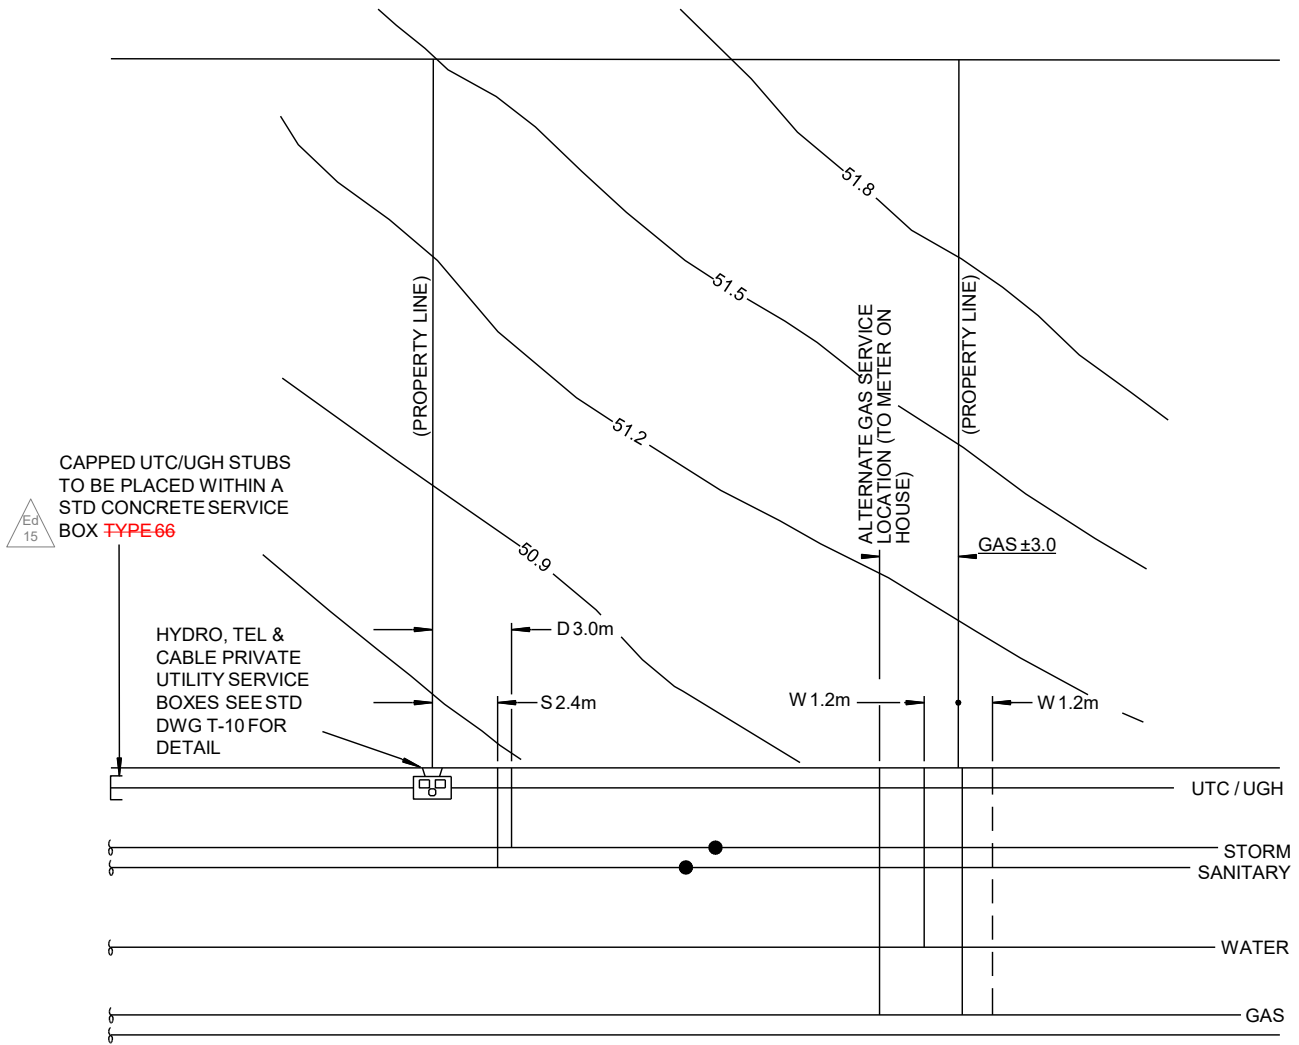 51.8
51.5
51.2
50.9
(PROPERTY LINE)
(PROPERTY LINE)
ALTERNATE GAS SERVICE
LOCATION (TO METER ON
HOUSE)
CAPPED UTC/UGH STUBS
TO BE PLACED WITHIN A
STD CONCRETE SERVICE
BOX TYPE 66
Ed
15
GAS ±3.0
HYDRO, TEL &
CABLE PRIVATE
UTILITY SERVICE
BOXES SEE STD
DWG T-10 FOR
DETAIL
D 3.0m
S 2.4m
W 1.2m
W 1.2m
UTC / UGH
STORM
SANITARY
WATER
GAS